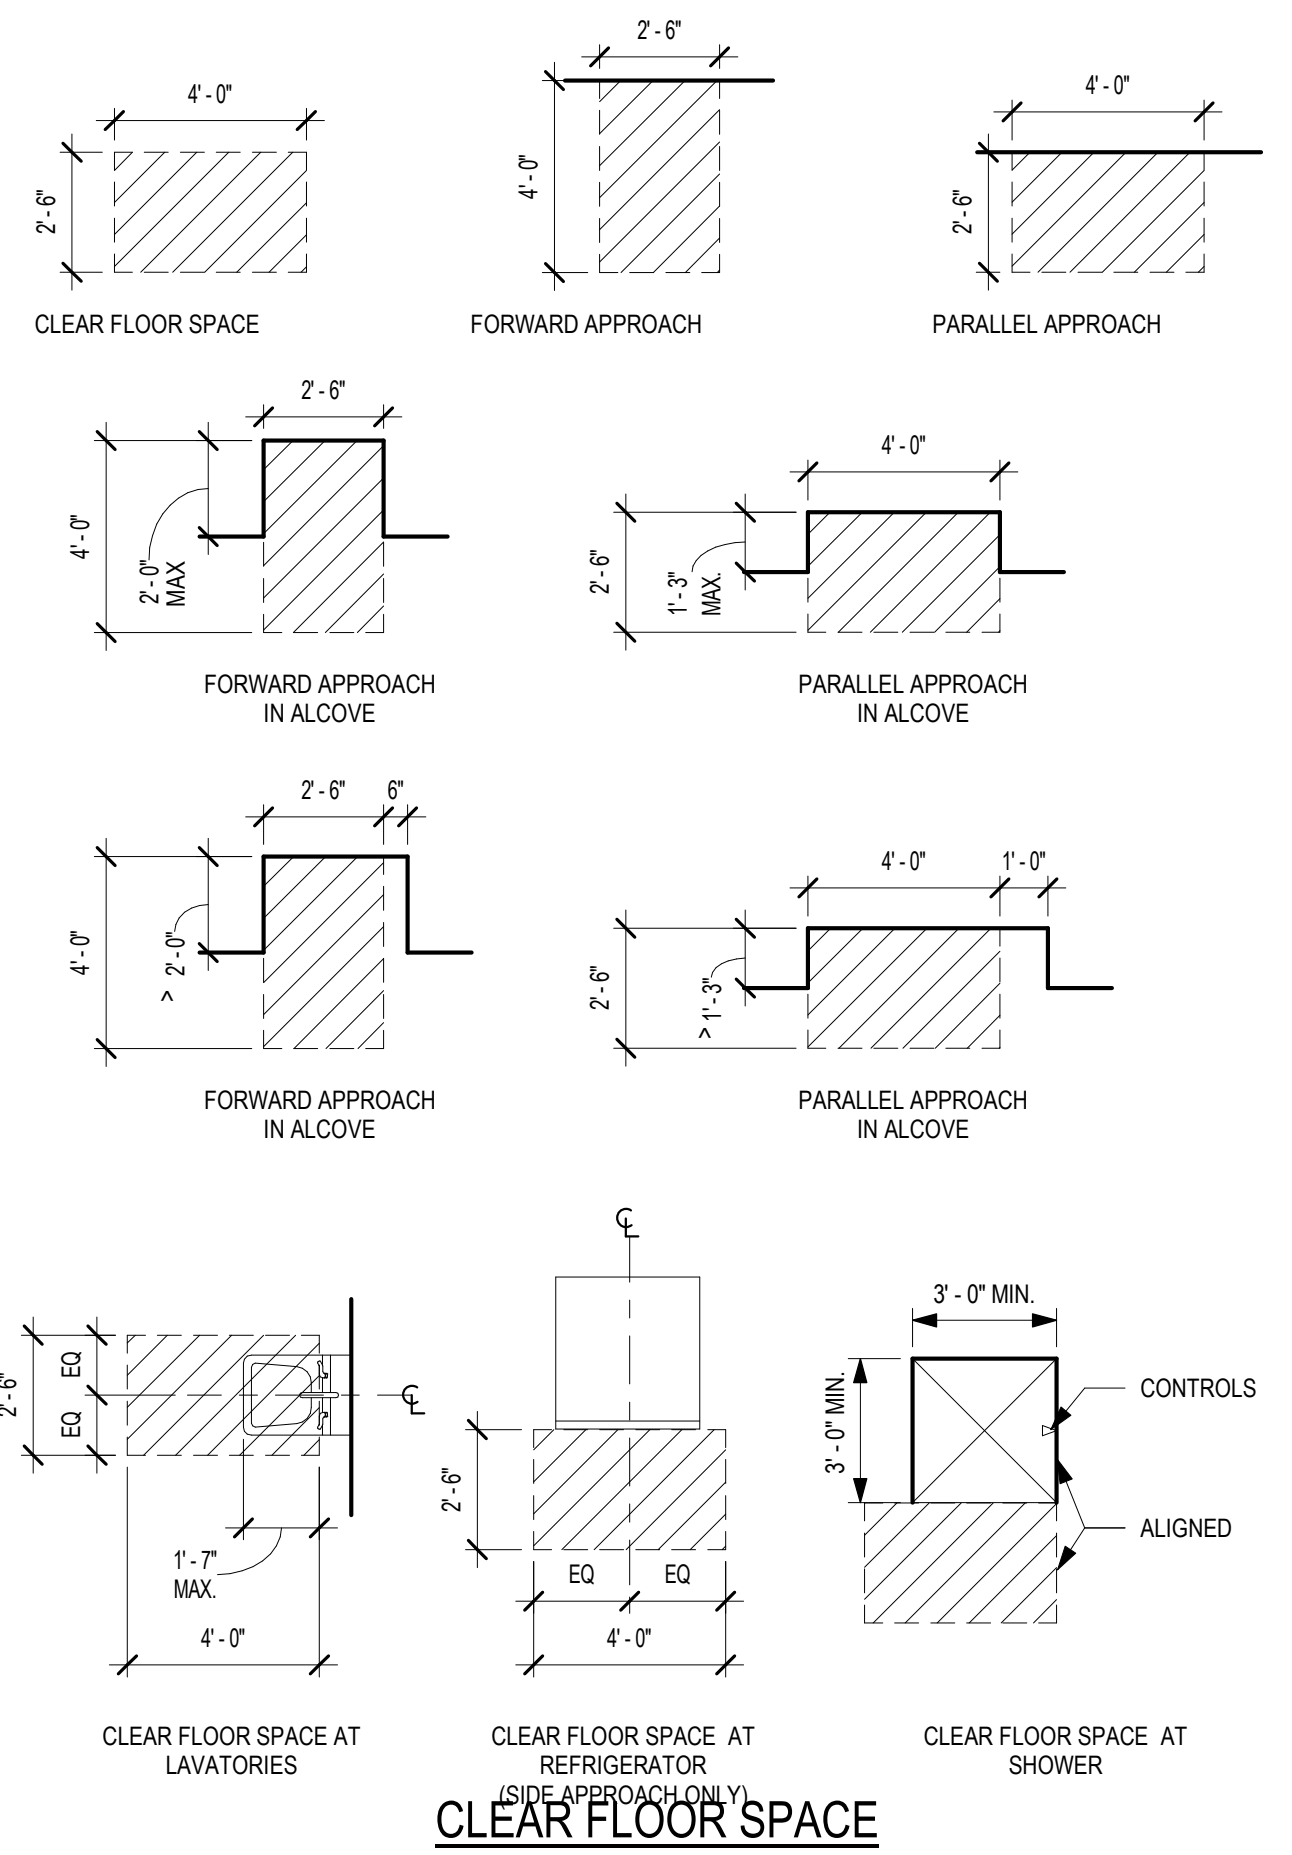 2' - 6"
4' - 0"
4' - 0"
4' - 0"
2' - 6"
2' - 6"
CLEAR FLOOR SPACE
FORWARD APPROACH
PARALLEL APPROACH
2' - 6"
4' - 0"
4' - 0"
2' - 0"
MAX
2' - 6"
1' - 3"
MAX.
FORWARD APPROACH
IN ALCOVE
PARALLEL APPROACH
IN ALCOVE
2' - 6"
6"
4' - 0"
1' - 0"
4' - 0"
> 2' - 0"
2' - 6"
> 1' - 3"
FORWARD APPROACH
IN ALCOVE
PARALLEL APPROACH
IN ALCOVE
℄
3' - 0" MIN.
2' - 6"
EQ
EQ
℄
3' - 0" MIN.
CONTROLS
2' - 6"
ALIGNED
1' - 7"
MAX.
EQ
EQ
4' - 0"
4' - 0"
CLEAR FLOOR SPACE AT
LAVATORIES
CLEAR FLOOR SPACE AT
REFRIGERATOR
(SIDE APPROACH ONLY)
CLEAR FLOOR SPACE AT
SHOWER
CLEAR FLOOR SPACE